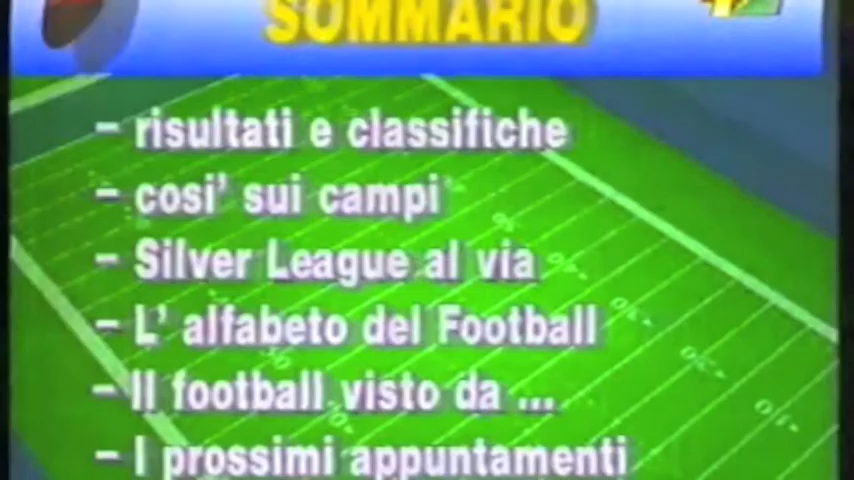 SOMMARIO
- risultati e classifiche
- cosi' sui campi
- Silver League al via
- L' alfabeto del Football
- Il football visto da ...
- I prossimi appuntamenti